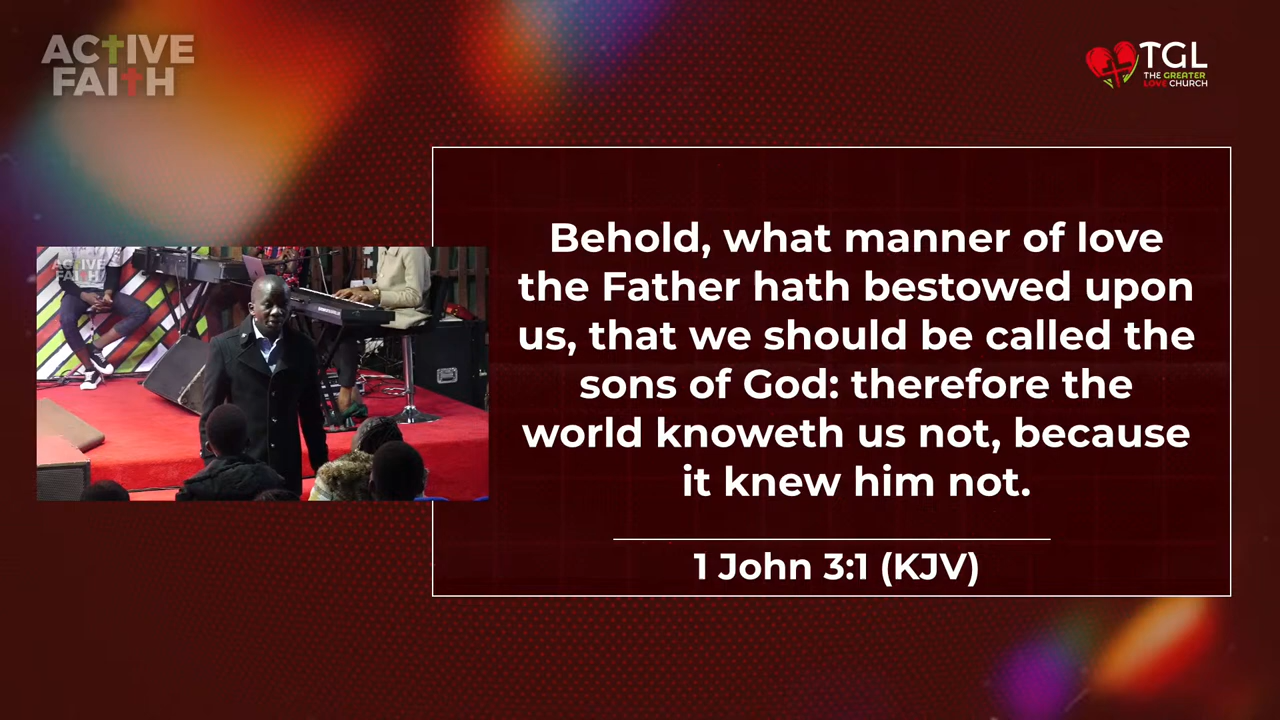 ACTIVE
FAITH
TGL
THE GREATER
LOVE CHURCH
Behold, what manner of love
the Father hath bestowed upon
us, that we should be called the
sons of God: therefore the
world knoweth us not, because
it knew him not.
1 John 3:1 (KJV)
ACTIVE
FAITH